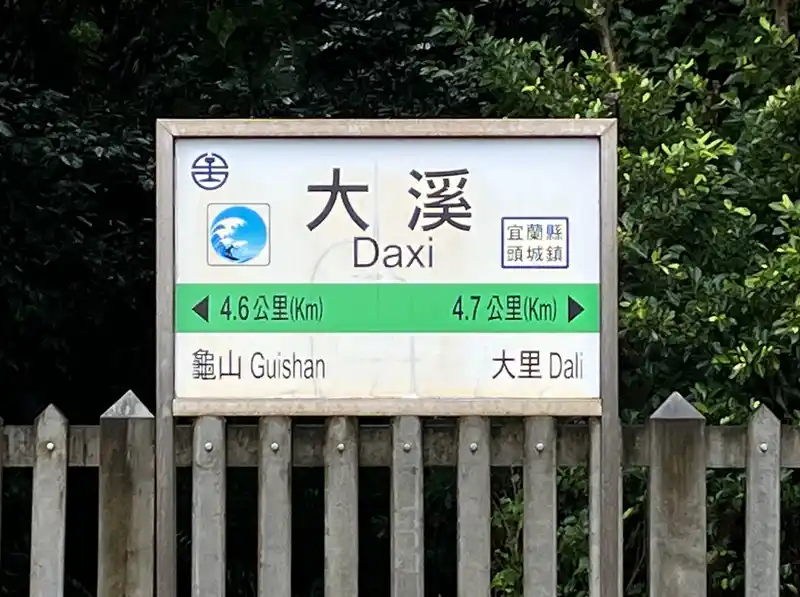 大溪
Daxi
宜蘭縣
頭城鎮
◀ 4.6公里(Km) 4.7公里(Km) ▶
龜山 Guishan 大里 Dali